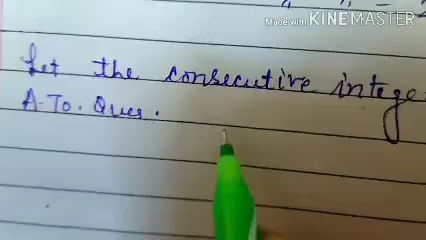 Made with KINEMASTER
Let the consecutive intege
A-To. Ques.